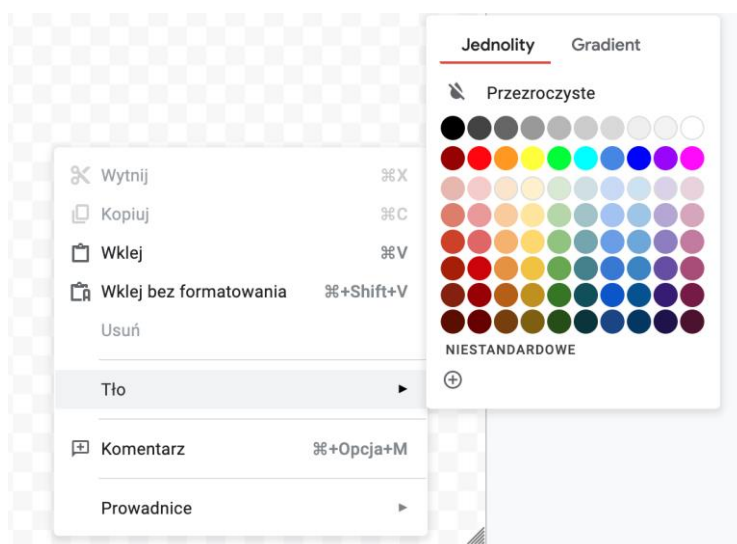 Jednolity Gradient
Przezroczyste
NIESTANDARDOWE
Wytnij ⌘X
Kopiuj ⌘C
Wklej ⌘V
Wklej bez formatowania ⌘+Shift+V
Usuń
Tło
Komentarz ⌘+Opcja+M
Prowadnice